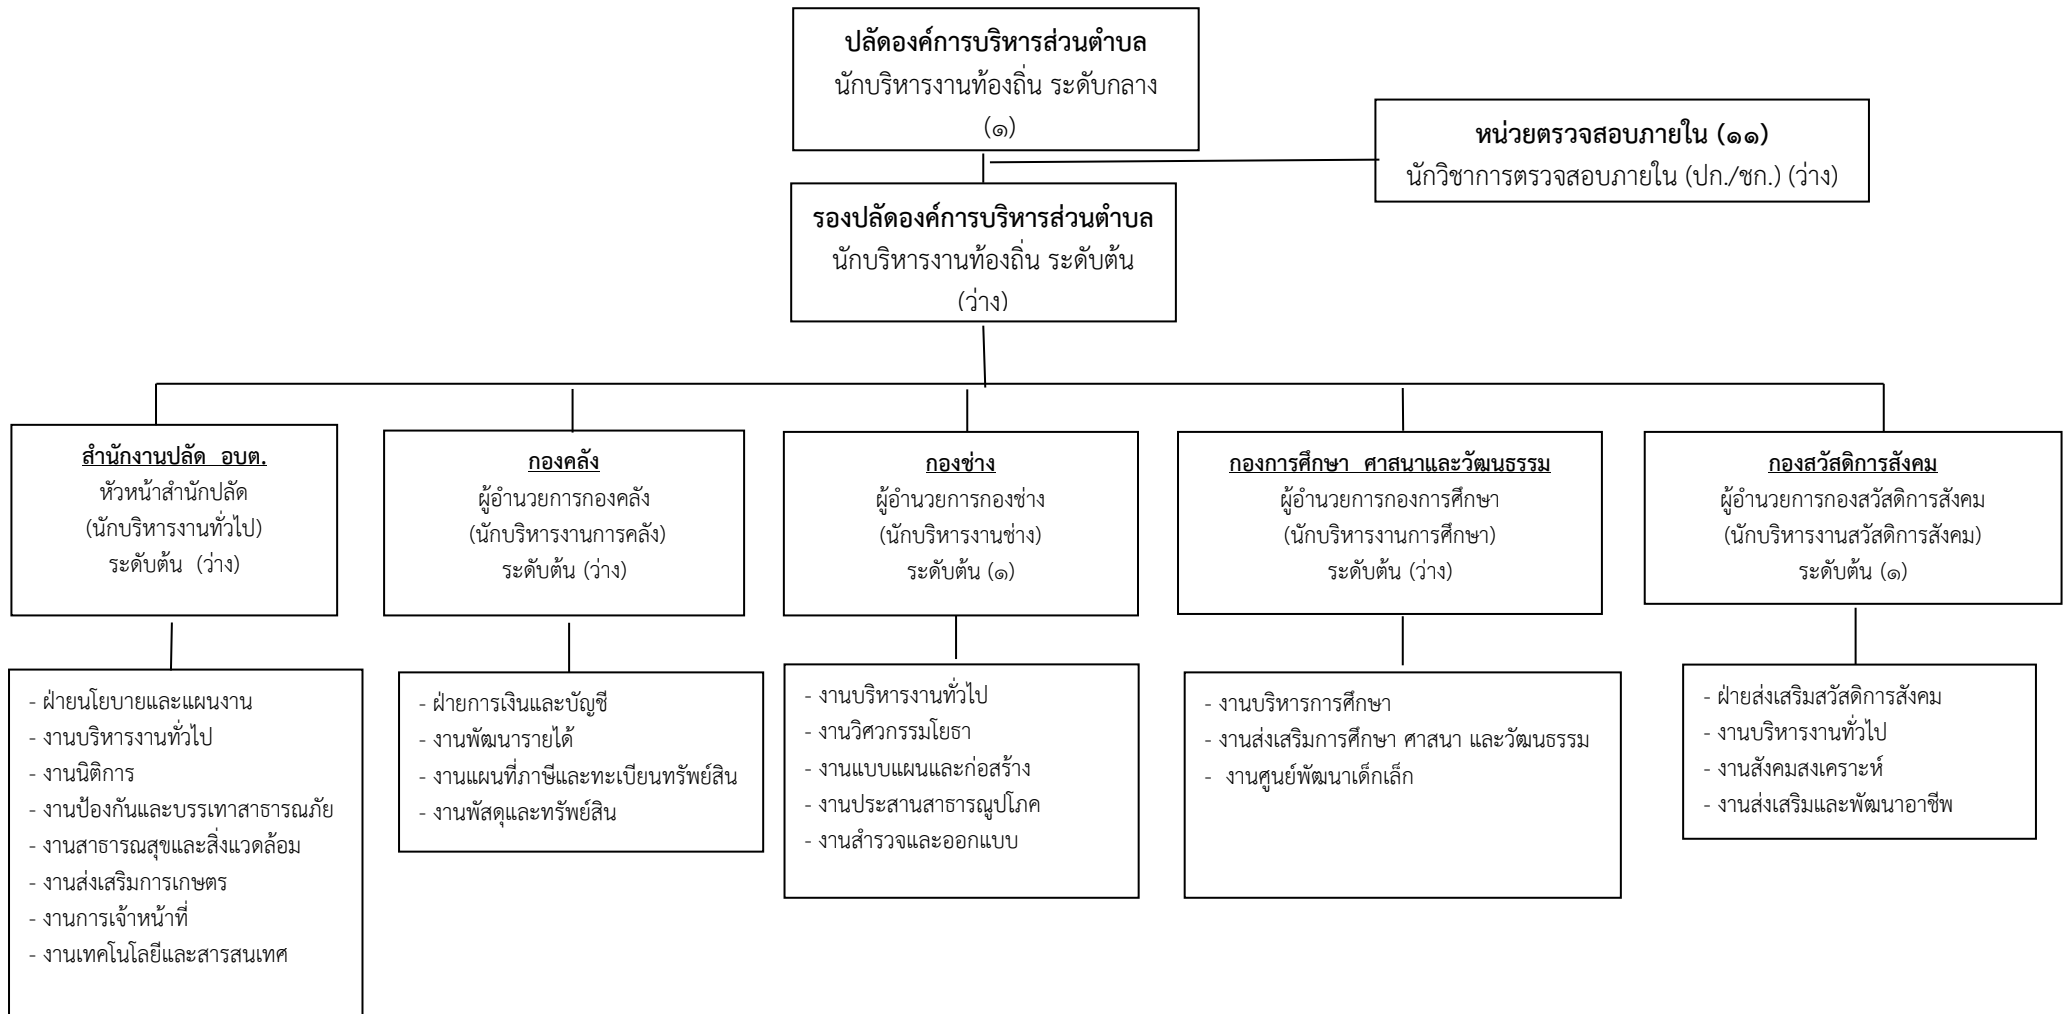 ปลัดองค์การบริหารส่วนตำบล
นักบริหารงานท้องถิ่น ระดับกลาง
(๑)
หน่วยตรวจสอบภายใน (๑๑)
นักวิชาการตรวจสอบภายใน (ปก./ชก.) (ว่าง)
รองปลัดองค์การบริหารส่วนตำบล
นักบริหารงานท้องถิ่น ระดับต้น
(ว่าง)
สำนักงานปลัด อบต.
หัวหน้าสำนักปลัด
(นักบริหารงานทั่วไป)
ระดับต้น (ว่าง)
กองคลัง
ผู้อำนวยการกองคลัง
(นักบริหารงานการคลัง)
ระดับต้น (ว่าง)
กองช่าง
ผู้อำนวยการกองช่าง
(นักบริหารงานช่าง)
ระดับต้น (๑)
กองการศึกษา ศาสนาและวัฒนธรรม
ผู้อำนวยการกองการศึกษา
(นักบริหารงานการศึกษา)
ระดับต้น (ว่าง)
กองสวัสดิการสังคม
ผู้อำนวยการกองสวัสดิการสังคม
(นักบริหารงานสวัสดิการสังคม)
ระดับต้น (๑)
- ฝ่ายนโยบายและแผนงาน
- งานบริหารงานทั่วไป
- งานนิติการ
- งานป้องกันและบรรเทาสาธารณภัย
- งานสาธารณสุขและสิ่งแวดล้อม
- งานส่งเสริมการเกษตร
- งานการเจ้าหน้าที่
- งานเทคโนโลยีและสารสนเทศ
- ฝ่ายการเงินและบัญชี
- งานพัฒนารายได้
- งานแผนที่ภาษีและทะเบียนทรัพย์สิน
- งานพัสดุและทรัพย์สิน
- งานบริหารงานทั่วไป
- งานวิศวกรรมโยธา
- งานแบบแผนและก่อสร้าง
- งานประสานสาธารณูปโภค
- งานสำรวจและออกแบบ
- งานบริหารการศึกษา
- งานส่งเสริมการศึกษา ศาสนา และวัฒนธรรม
- งานศูนย์พัฒนาเด็กเล็ก
- ฝ่ายส่งเสริมสวัสดิการสังคม
- งานบริหารงานทั่วไป
- งานสังคมสงเคราะห์
- งานส่งเสริมและพัฒนาอาชีพ